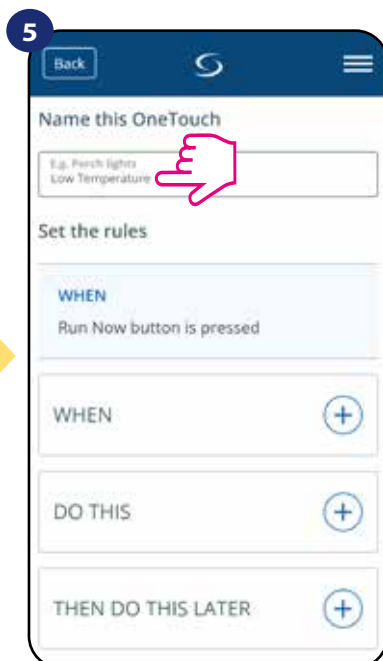 5
Back
Name this OneTouch
E.g. Porch lights
Low Temperature
Set the rules
WHEN
Run Now button is pressed
WHEN
DO THIS
THEN DO THIS LATER